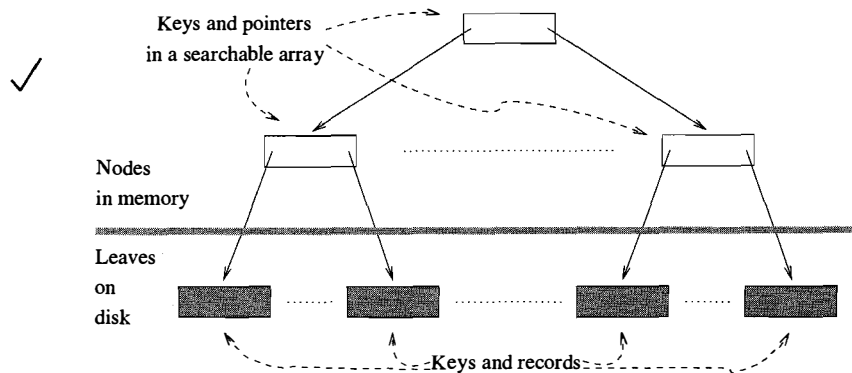 Keys and pointers
in a searchable array
Nodes
in memory
Leaves
on
disk
Keys and records